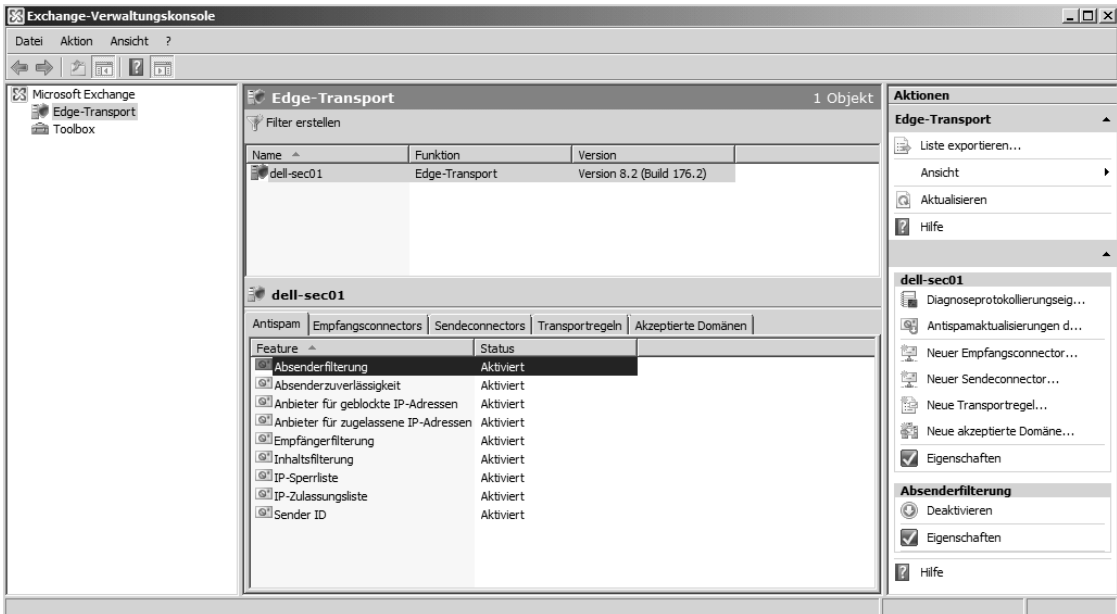 Exchange-Verwaltungskonsole
Datei Aktion Ansicht ?
Microsoft Exchange
Edge-Transport
Toolbox
Edge-Transport 1 Objekt
Filter erstellen
Name Funktion Version
dell-sec01 Edge-Transport Version 8.2 (Build 176.2)
dell-sec01
Antispam Empfangsconnectors Sendeconnectors Transportregeln Akzeptierte Domänen
Feature Status
Absenderfilterung Aktiviert
Absenderzuverlässigkeit Aktiviert
Anbieter für geblockte IP-Adressen Aktiviert
Anbieter für zugelassene IP-Adressen Aktiviert
Empfängerfilterung Aktiviert
Inhaltsfilterung Aktiviert
IP-Sperrliste Aktiviert
IP-Zulassungsliste Aktiviert
Sender ID Aktiviert
Aktionen
Edge-Transport
Liste exportieren...
Ansicht
Aktualisieren
Hilfe
dell-sec01
Diagnoseprotokollierungseig...
Antispamaktualisierungen d...
Neuer Empfangsconnector...
Neuer Sendeconnector...
Neue Transportregel...
Neue akzeptierte Domäne...
Eigenschaften
Absenderfilterung
Deaktivieren
Eigenschaften
Hilfe